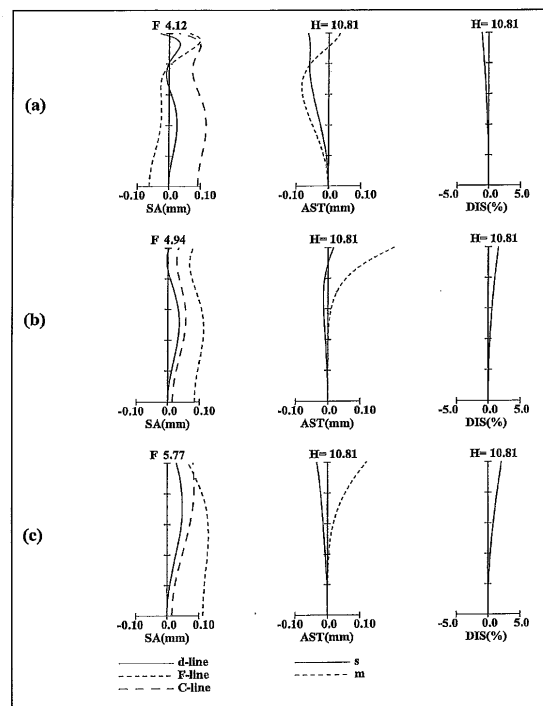 F 4.12 H= 10.81 H= 10.81
(a)
-0.10 0.0 0.10 -0.10 0.0 0.10 -5.0 0.0 5.0
SA(mm) AST(mm) DIS(%)
F 4.94 H= 10.81 H= 10.81
(b)
-0.10 0.0 0.10 -0.10 0.0 0.10 -5.0 0.0 5.0
SA(mm) AST(mm) DIS(%)
F 5.77 H= 10.81 H= 10.81
(c)
-0.10 0.0 0.10 -0.10 0.0 0.10 -5.0 0.0 5.0
SA(mm) AST(mm) DIS(%)
d-line s
F-line m
C-line